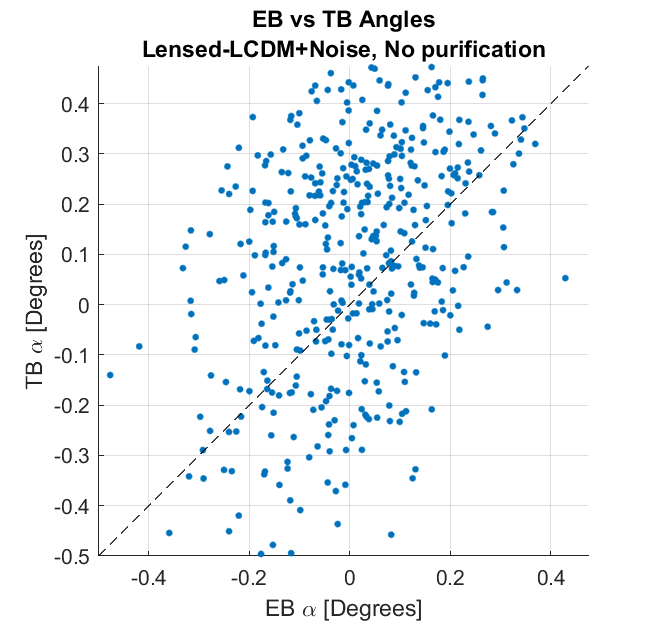 EB vs TB Angles
Lensed-LCDM+Noise, No purification
0.4
0.3
0.2
0.1
0
-0.1
-0.2
-0.3
-0.4
-0.5
TB α [Degrees]
-0.4 -0.2 0 0.2 0.4
EB α [Degrees]